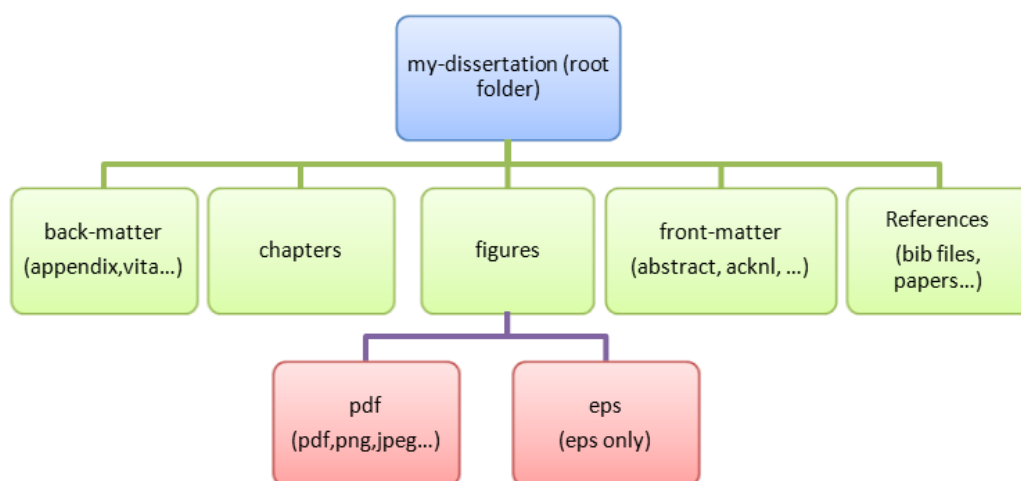 my-dissertation (root
folder)
back-matter
(appendix,vita...)
chapters
figures
front-matter
(abstract, acknl, ...)
References
(bib files,
papers...)
pdf
(pdf,png,jpeg...)
eps
(eps only)